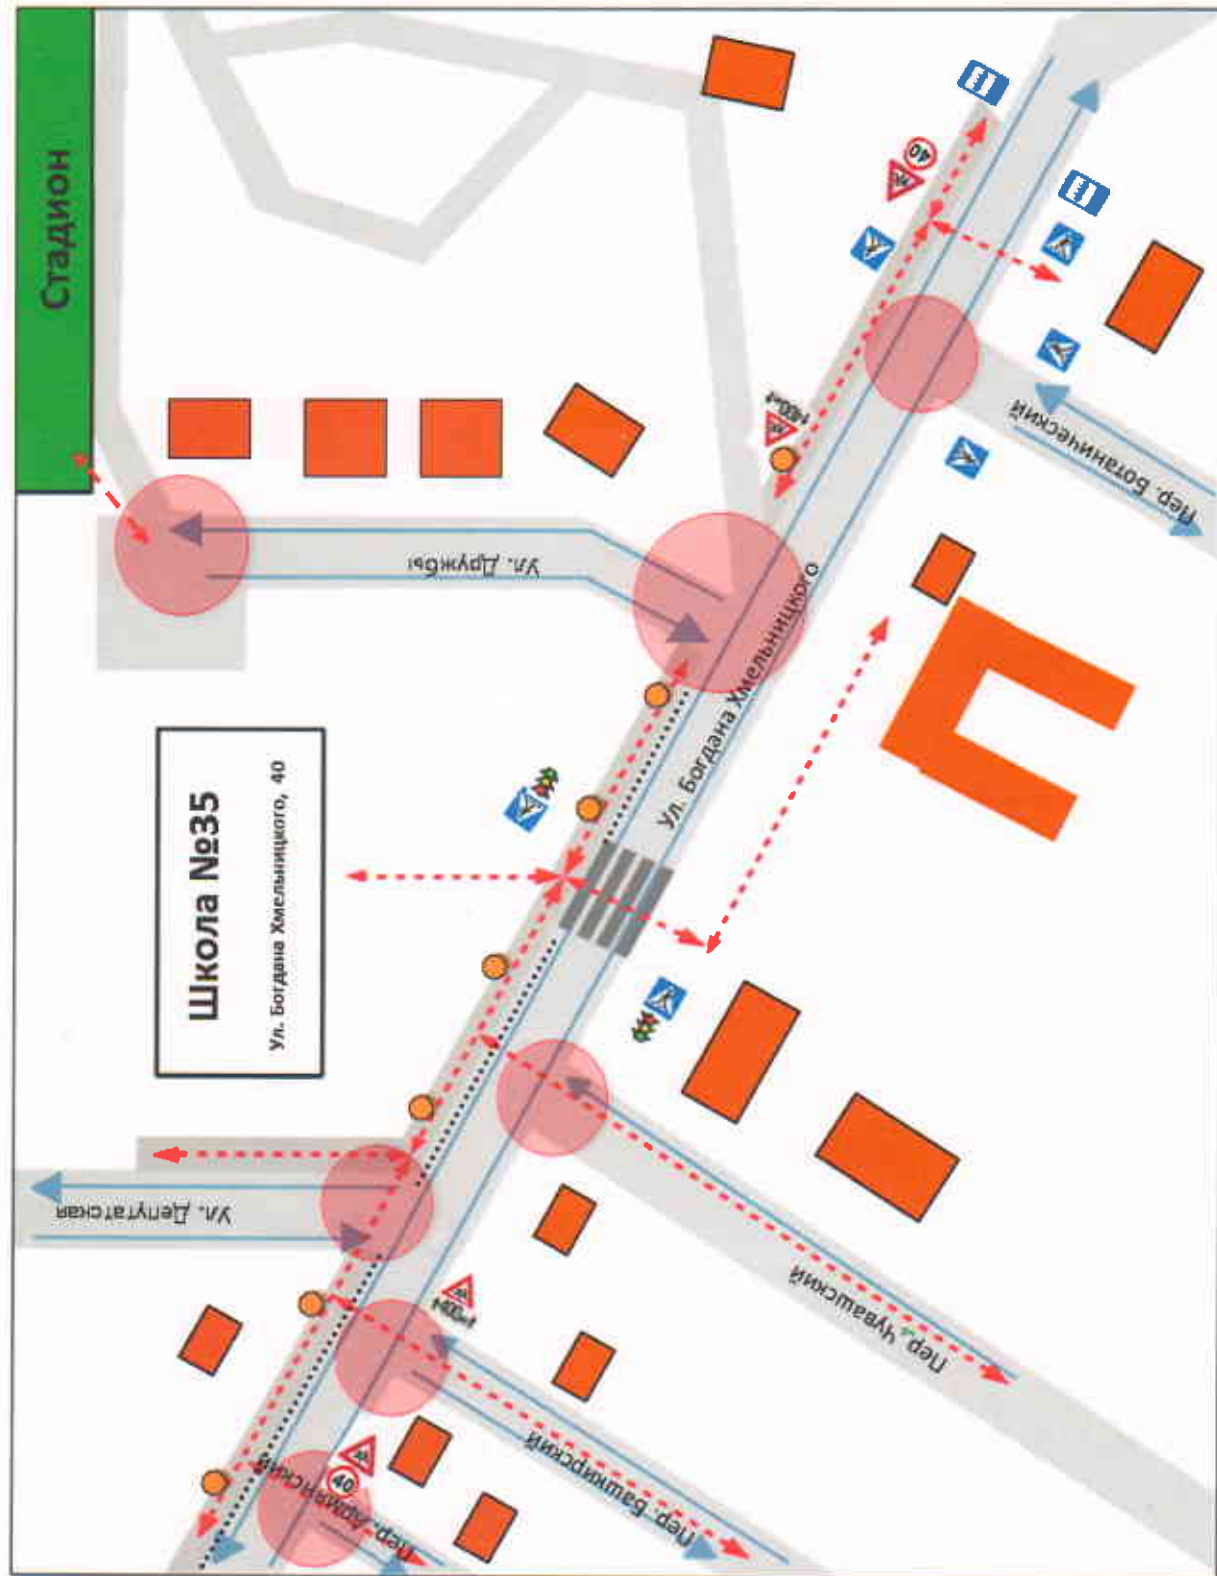 Стадион
Школа №35
Ул. Богдана Хмельницкого, 40
Ул. Дружбы
Ул. Богдана Хмельницкого
Пер. Ботанический
Ул. Депутатская
Пер. Чувашский
Пер. Башкирский
Пер. Армянский
40
40